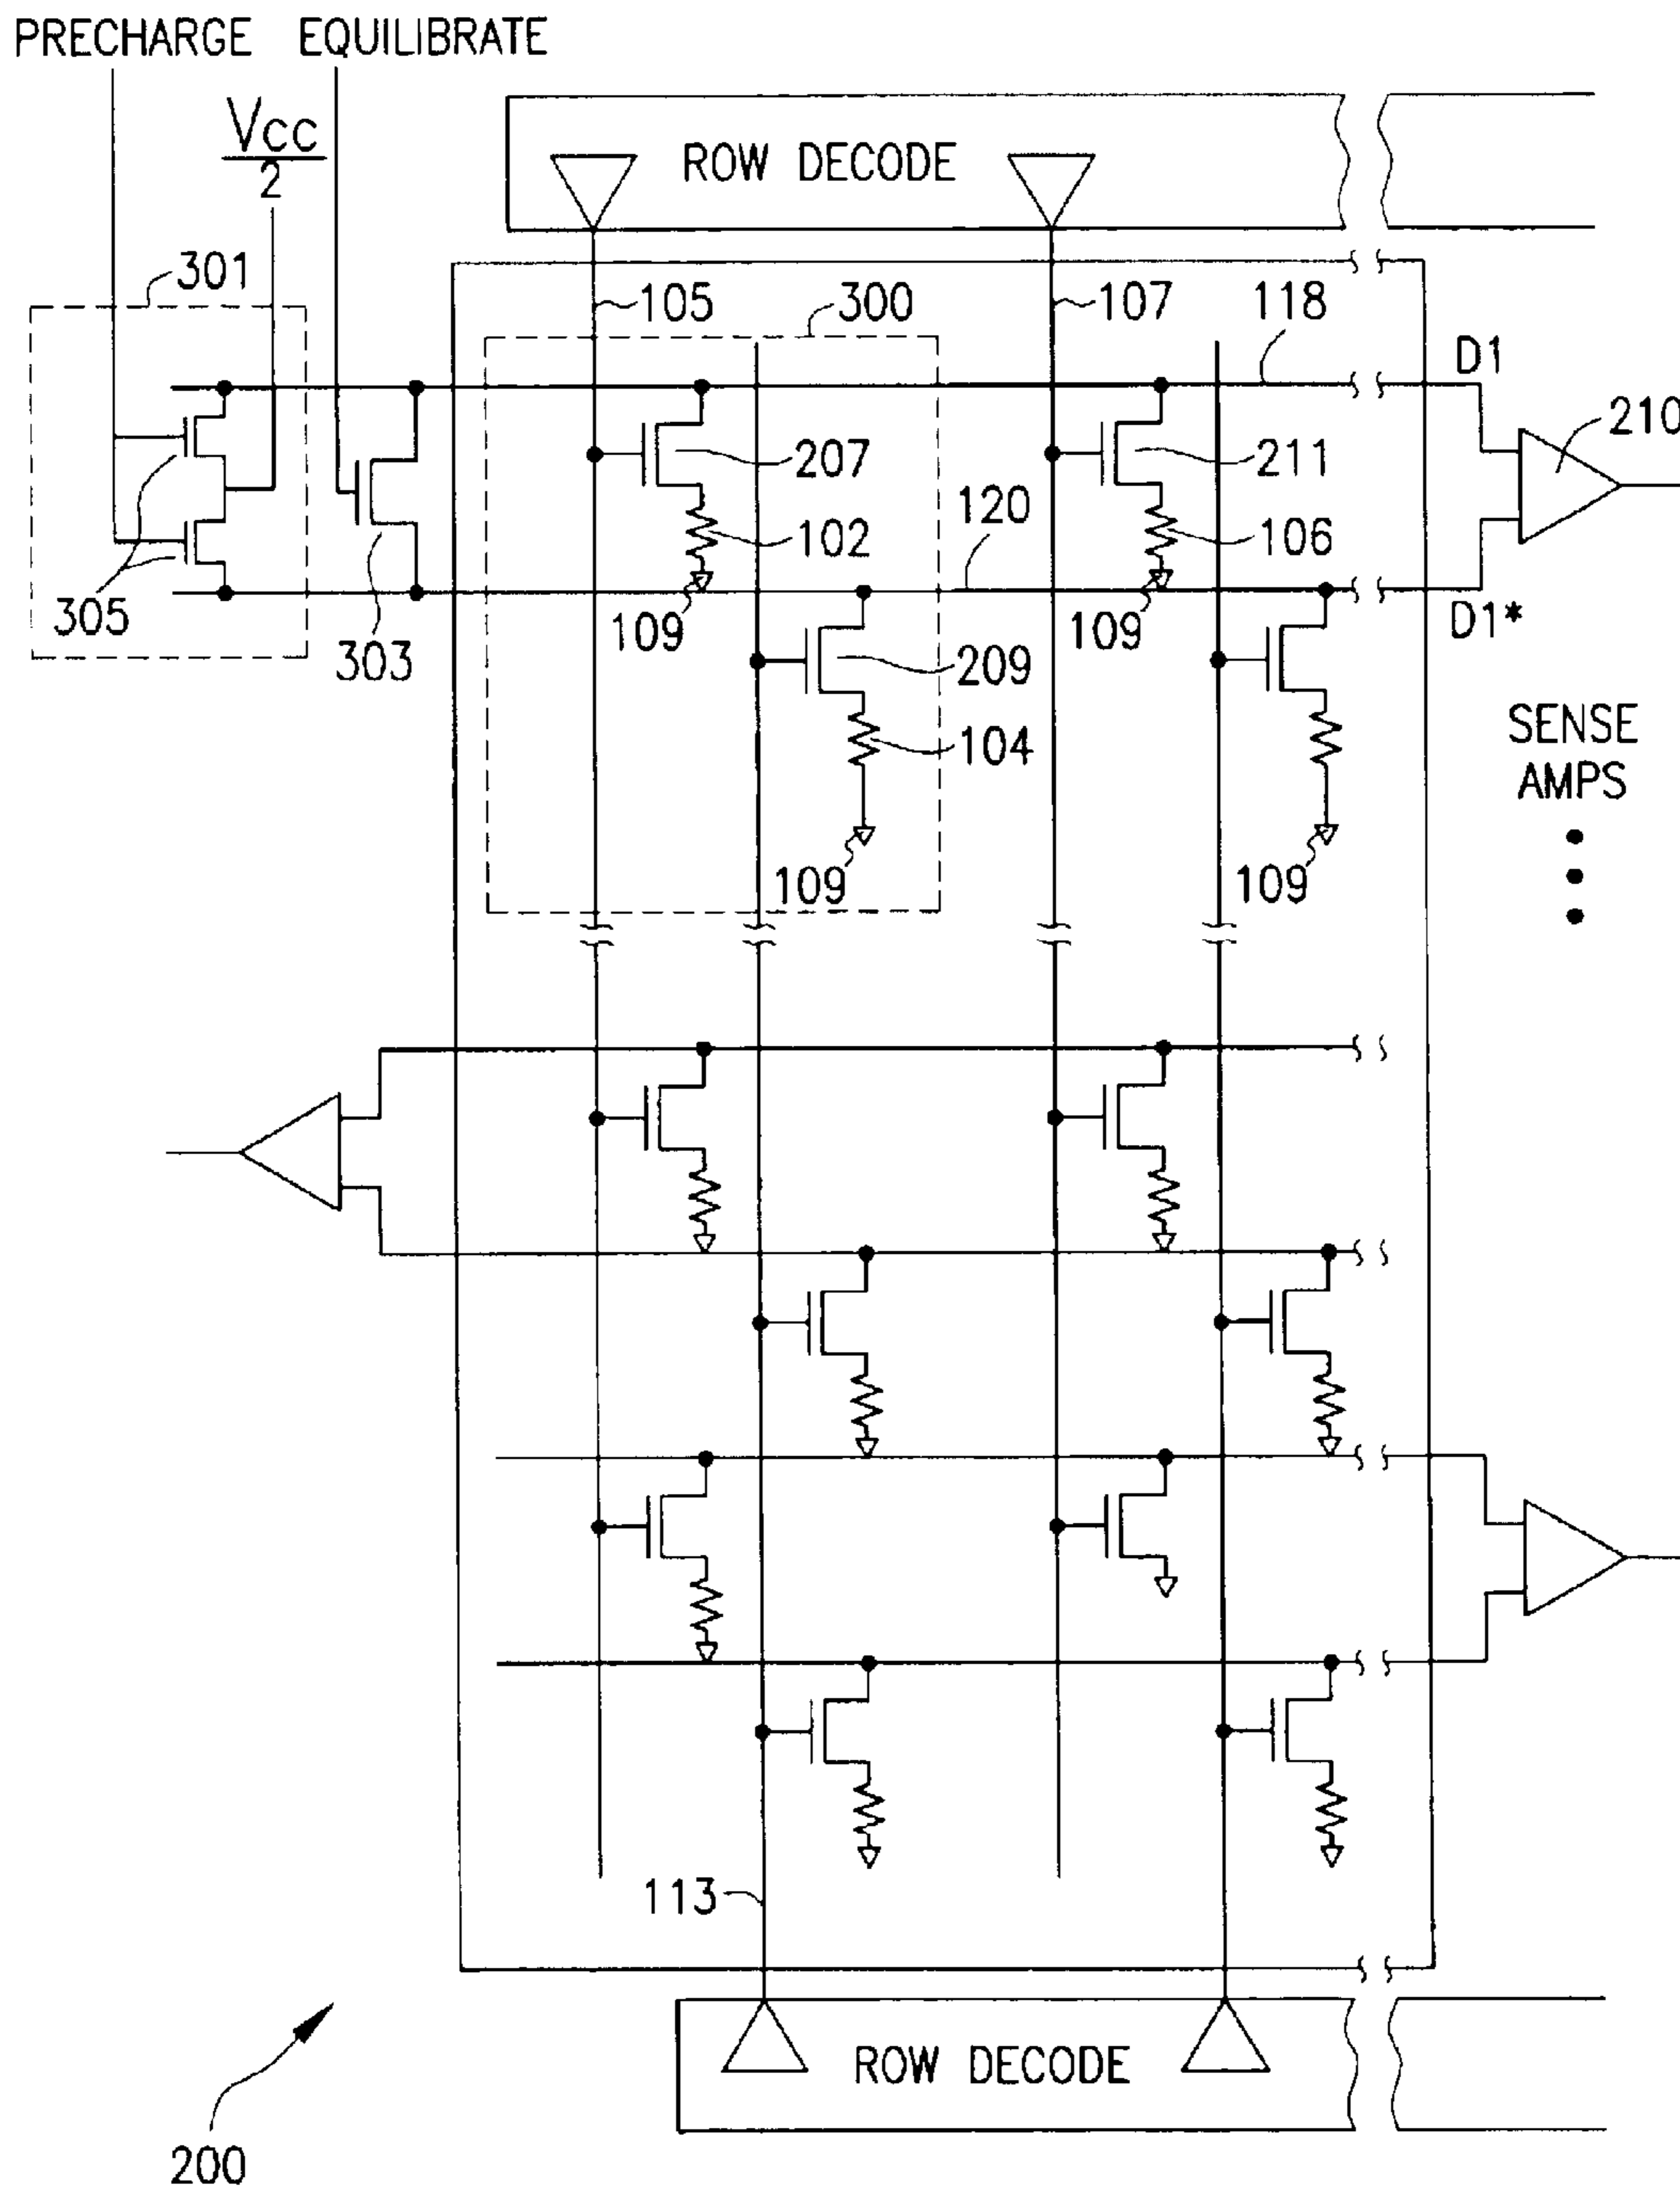 PRECHARGE EQUILIBRATE
Vcc
2
ROW DECODE
301
105
300
107
118
D1
210
207
211
102
120
106
305
303
109
109
D1*
209
104
SENSE
AMPS
109
109
113
ROW DECODE
200